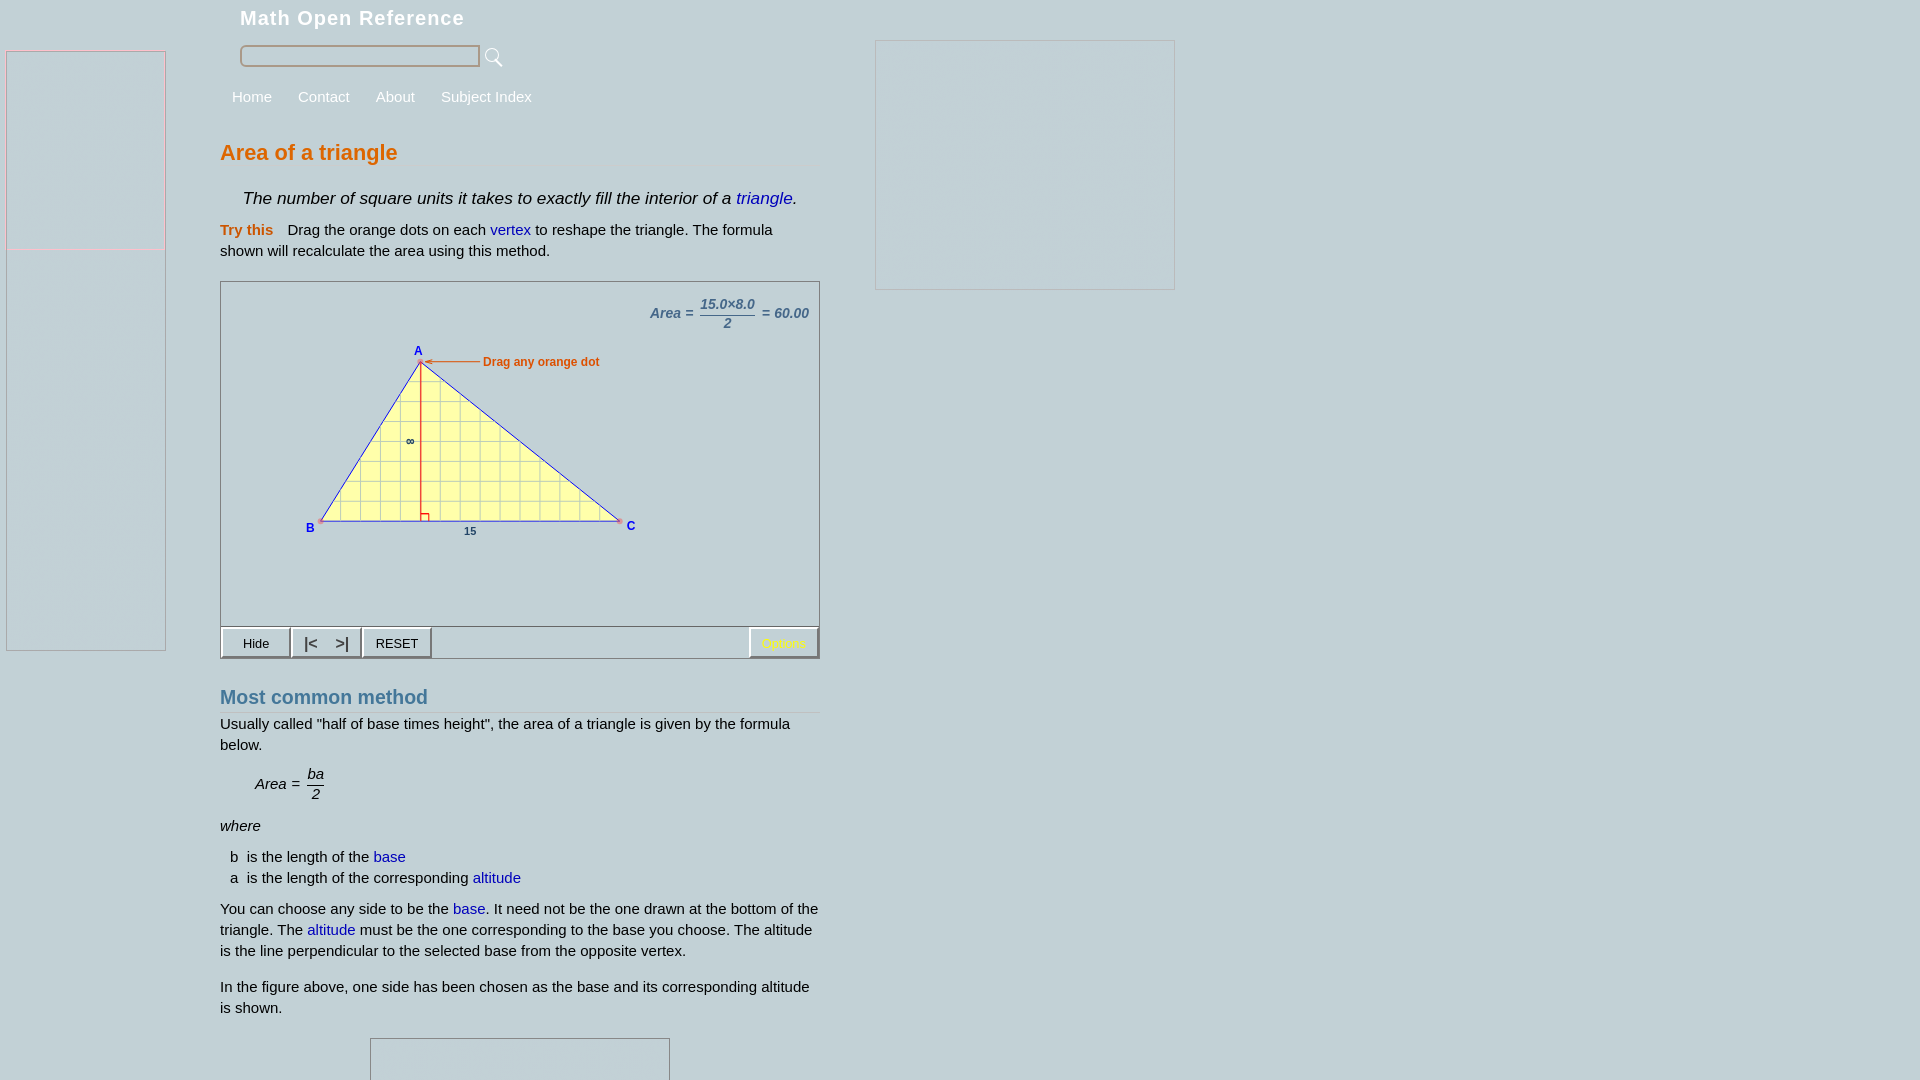 Math Open Reference
Home Contact About Subject Index
Area of a triangle
The number of square units it takes to exactly fill the interior of a triangle.
Try this Drag the orange dots on each vertex to reshape the triangle. The formula
shown will recalculate the area using this method.
Area = 15.0×8.0 / 2 = 60.00
A
Drag any orange dot
8
B
C
15
Hide |< >| RESET Options
Most common method
Usually called "half of base times height", the area of a triangle is given by the formula
below.
Area = ba / 2
where
b is the length of the base
a is the length of the corresponding altitude
You can choose any side to be the base. It need not be the one drawn at the bottom of the
triangle. The altitude must be the one corresponding to the base you choose. The altitude
is the line perpendicular to the selected base from the opposite vertex.
In the figure above, one side has been chosen as the base and its corresponding altitude
is shown.